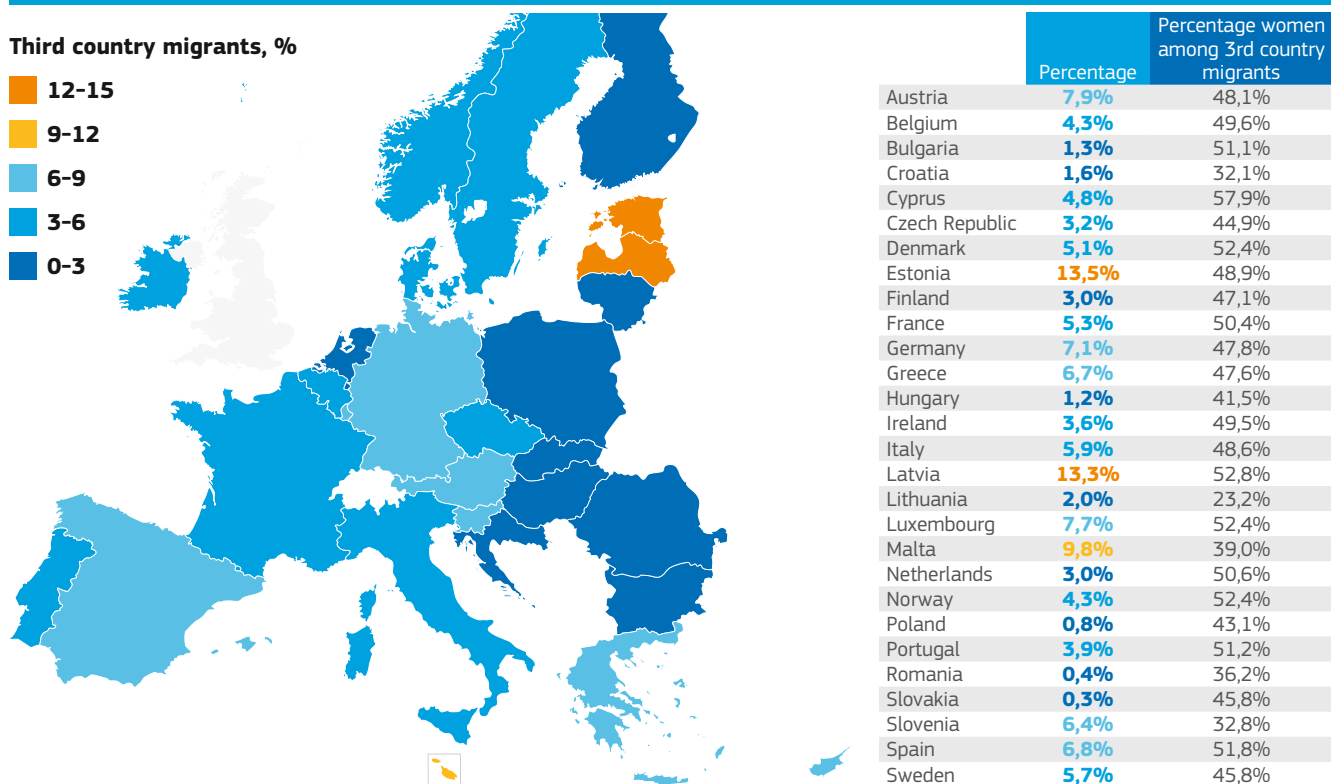 Third country migrants, %
12-15
9-12
6-9
3-6
0-3
Percentage
Percentage women
among 3rd country
migrants
Austria 7,9% 48,1%
Belgium 4,3% 49,6%
Bulgaria 1,3% 51,1%
Croatia 1,6% 32,1%
Cyprus 4,8% 57,9%
Czech Republic 3,2% 44,9%
Denmark 5,1% 52,4%
Estonia 13,5% 48,9%
Finland 3,0% 47,1%
France 5,3% 50,4%
Germany 7,1% 47,8%
Greece 6,7% 47,6%
Hungary 1,2% 41,5%
Ireland 3,6% 49,5%
Italy 5,9% 48,6%
Latvia 13,3% 52,8%
Lithuania 2,0% 23,2%
Luxembourg 7,7% 52,4%
Malta 9,8% 39,0%
Netherlands 3,0% 50,6%
Norway 4,3% 52,4%
Poland 0,8% 43,1%
Portugal 3,9% 51,2%
Romania 0,4% 36,2%
Slovakia 0,3% 45,8%
Slovenia 6,4% 32,8%
Spain 6,8% 51,8%
Sweden 5,7% 45,8%